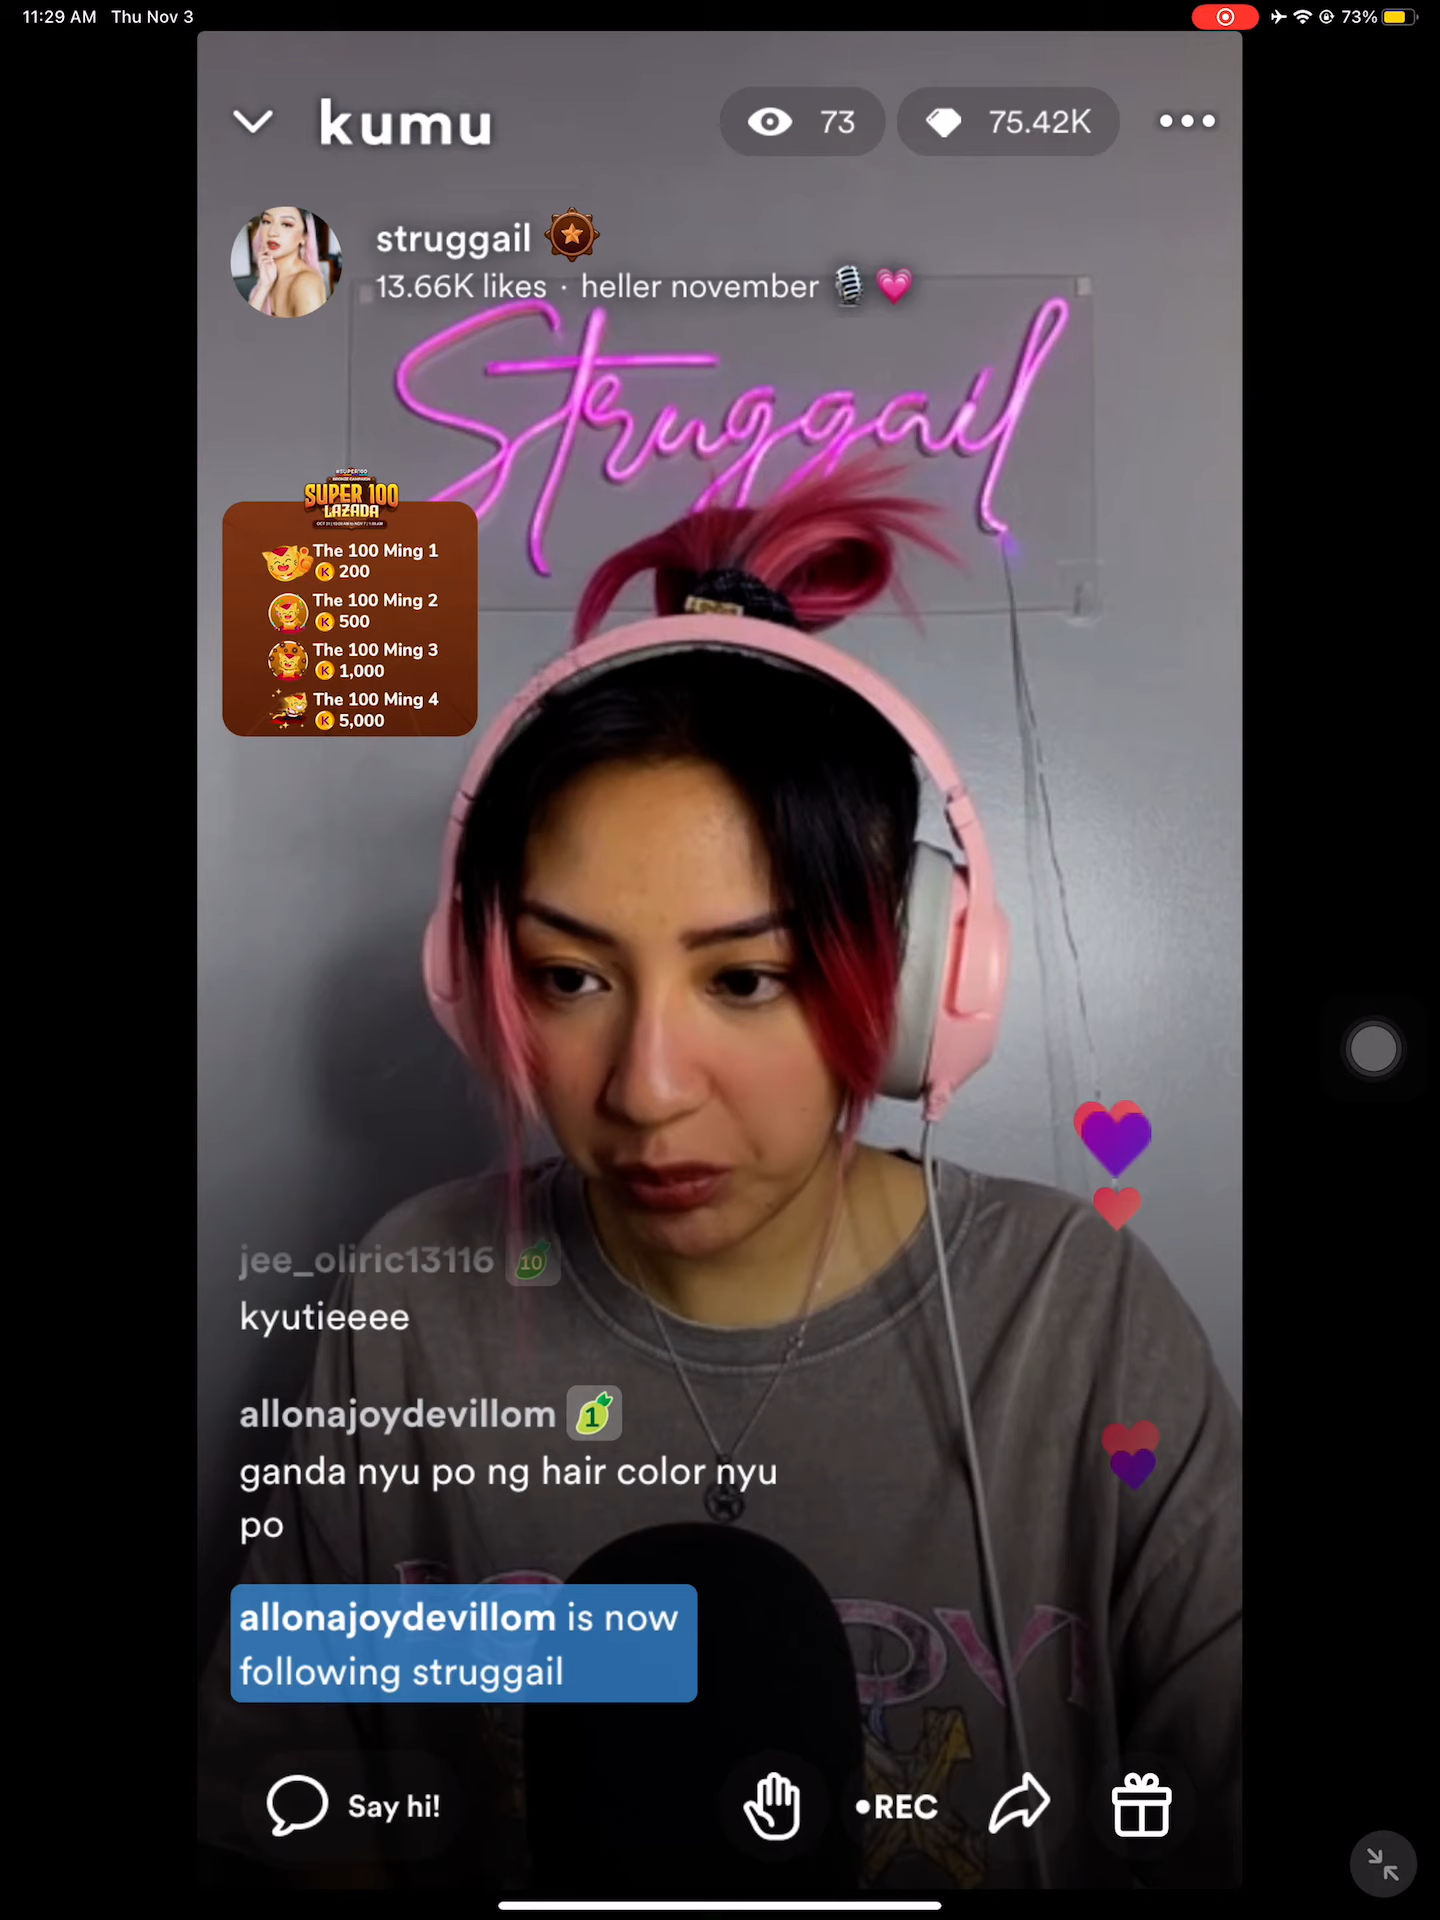 11:29 AM Thu Nov 3
73%
kumu
73
75.42K
struggail
13.66K likes · heller november 🎙️💗
Struggail
#SUPER100
BRONZE CAMPAIGN
SUPER 100
LAZADA
The 100 Ming 1
K 200
The 100 Ming 2
K 500
The 100 Ming 3
K 1,000
The 100 Ming 4
K 5,000
jee_oliric13116 10
kyutieeee
allonajoydevillom 1
ganda nyu po ng hair color nyu
po
allonajoydevillom is now
following struggail
Say hi!
•REC